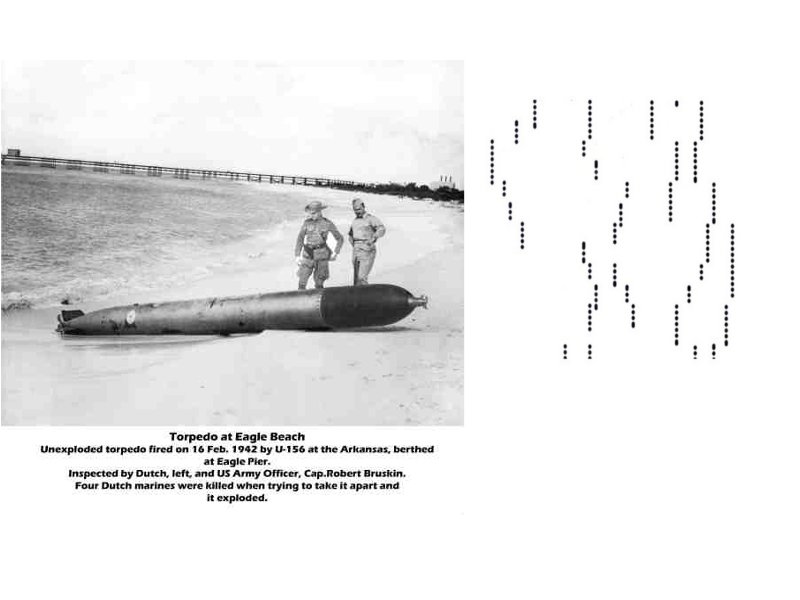 Torpedo at Eagle Beach
Unexploded torpedo fired on 16 Feb. 1942 by U-156 at the Arkansas, berthed
at Eagle Pier.
Inspected by Dutch, left, and US Army Officer, Cap.Robert Bruskin.
Four Dutch marines were killed when trying to take it apart and
it exploded.